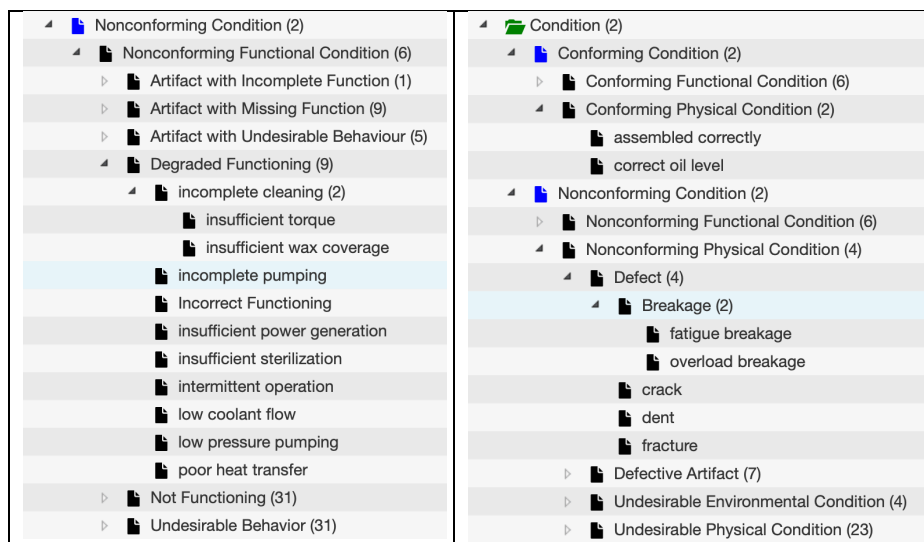 Nonconforming Condition (2)
Nonconforming Functional Condition (6)
Artifact with Incomplete Function (1)
Artifact with Missing Function (9)
Artifact with Undesirable Behaviour (5)
Degraded Functioning (9)
incomplete cleaning (2)
insufficient torque
insufficient wax coverage
incomplete pumping
Incorrect Functioning
insufficient power generation
insufficient sterilization
intermittent operation
low coolant flow
low pressure pumping
poor heat transfer
Not Functioning (31)
Undesirable Behavior (31)
Condition (2)
Conforming Condition (2)
Conforming Functional Condition (6)
Conforming Physical Condition (2)
assembled correctly
correct oil level
Nonconforming Condition (2)
Nonconforming Functional Condition (6)
Nonconforming Physical Condition (4)
Defect (4)
Breakage (2)
fatigue breakage
overload breakage
crack
dent
fracture
Defective Artifact (7)
Undesirable Environmental Condition (4)
Undesirable Physical Condition (23)